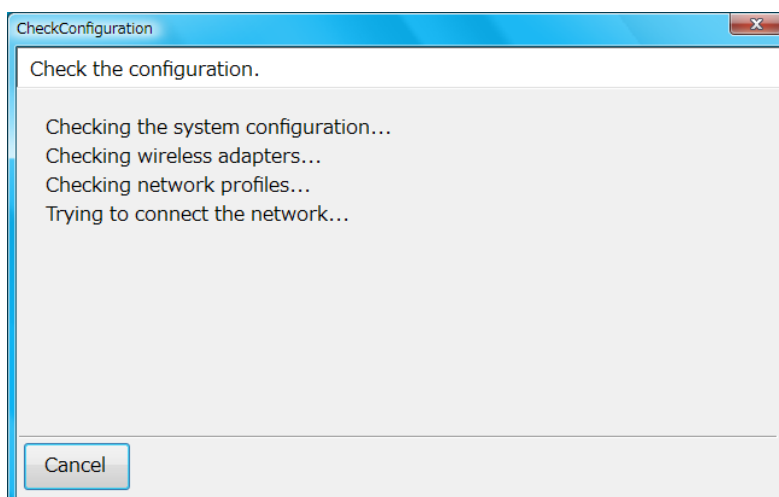 CheckConfiguration
Check the configuration.
Checking the system configuration...
Checking wireless adapters...
Checking network profiles...
Trying to connect the network...
Cancel